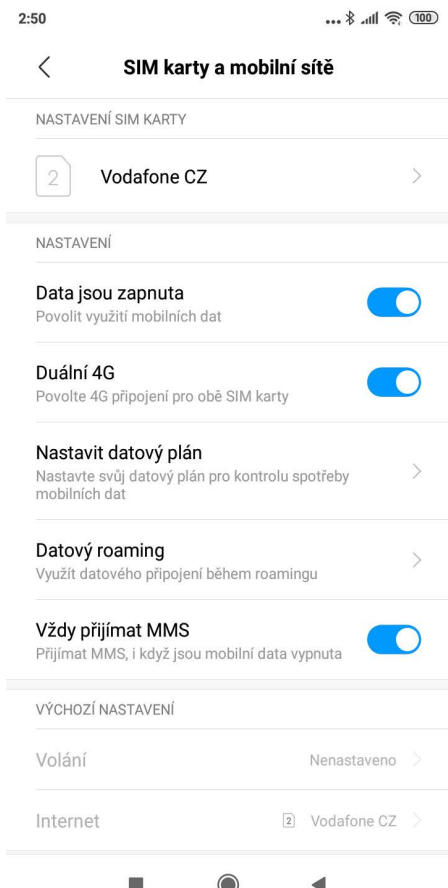 2:50
100
SIM karty a mobilní sítě
NASTAVENÍ SIM KARTY
2
Vodafone CZ
NASTAVENÍ
Data jsou zapnuta
Povolit využití mobilních dat
Duální 4G
Povolte 4G připojení pro obě SIM karty
Nastavit datový plán
Nastavte svůj datový plán pro kontrolu spotřeby
mobilních dat
Datový roaming
Využít datového připojení během roamingu
Vždy přijímat MMS
Přijímat MMS, i když jsou mobilní data vypnuta
VÝCHOZÍ NASTAVENÍ
Volání Nenastaveno
Internet 2 Vodafone CZ